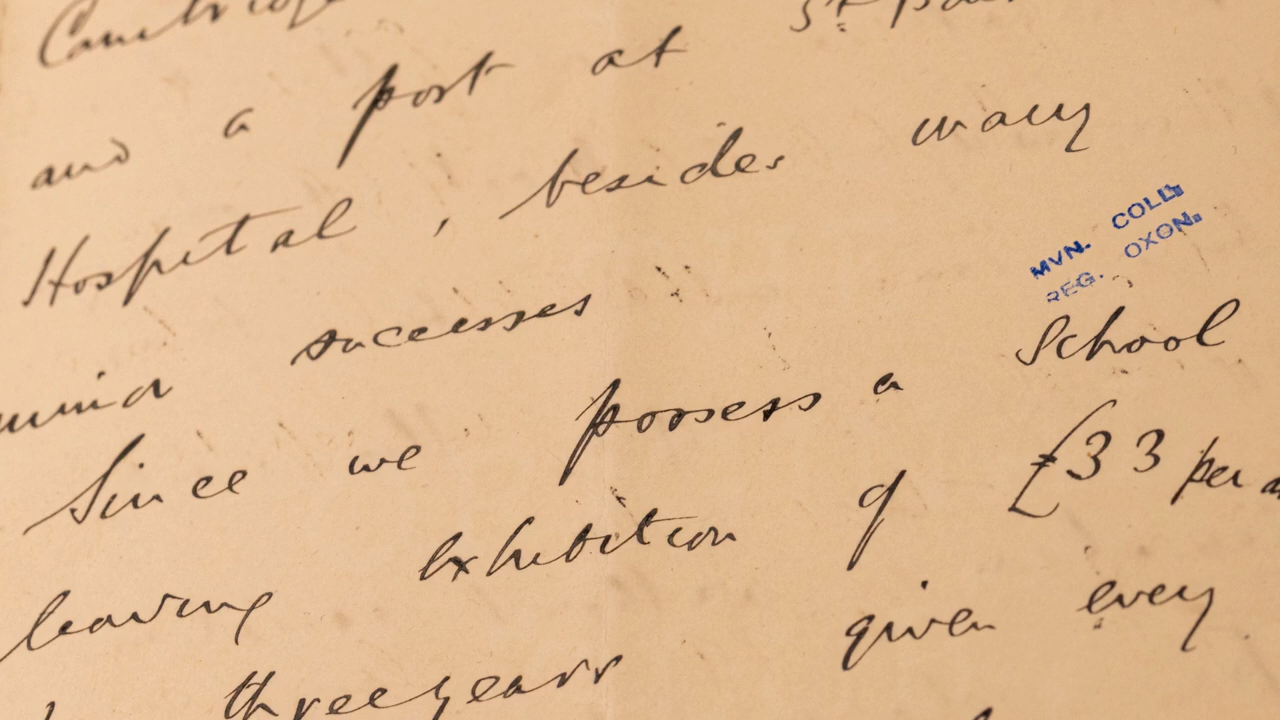 and a post at St.
Hospital, besides many
successes
MVN. COLL.
REG. OXON.
Since we possess a School
leaving exhibition of £33 per
three years given every